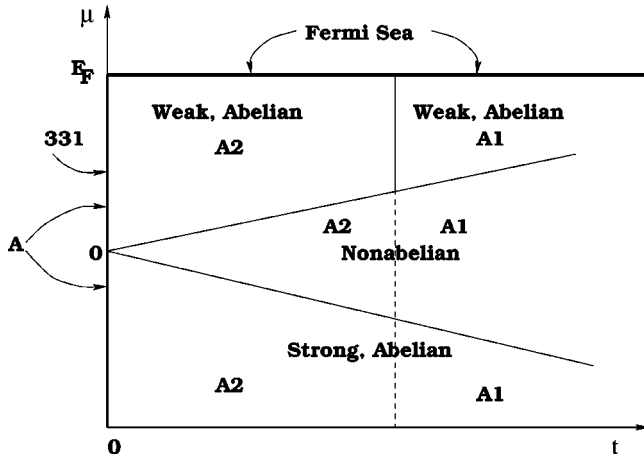 μ
Fermi Sea
E_F
Weak, Abelian
Weak, Abelian
331
A2
A1
A2
A1
A
0
Nonabelian
Strong, Abelian
A2
A1
0
t